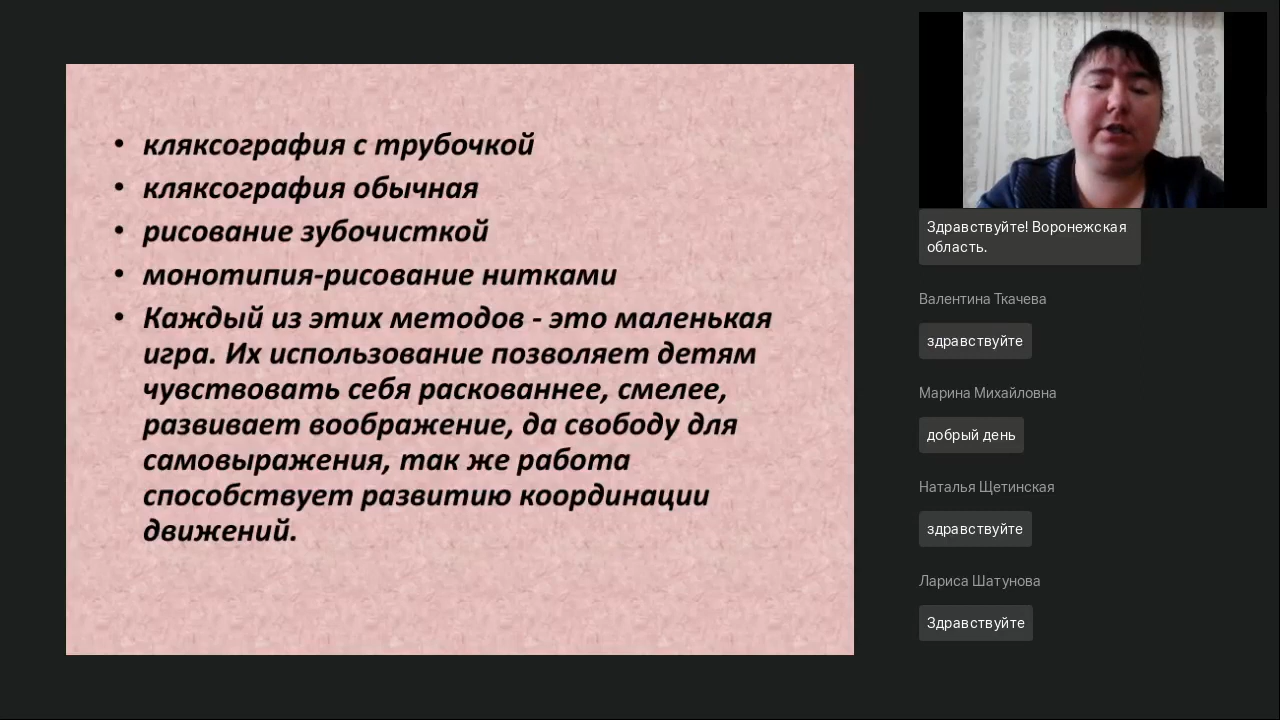 • кляксография с трубочкой
• кляксография обычная
• рисование зубочисткой
• монотипия-рисование нитками
• Каждый из этих методов - это маленькая
игра. Их использование позволяет детям
чувствовать себя раскованнее, смелее,
развивает воображение, да свободу для
самовыражения, так же работа
способствует развитию координации
движений.
Здравствуйте! Воронежская
область.
Валентина Ткачева
здравствуйте
Марина Михайловна
добрый день
Наталья Щетинская
здравствуйте
Лариса Шатунова
Здравствуйте